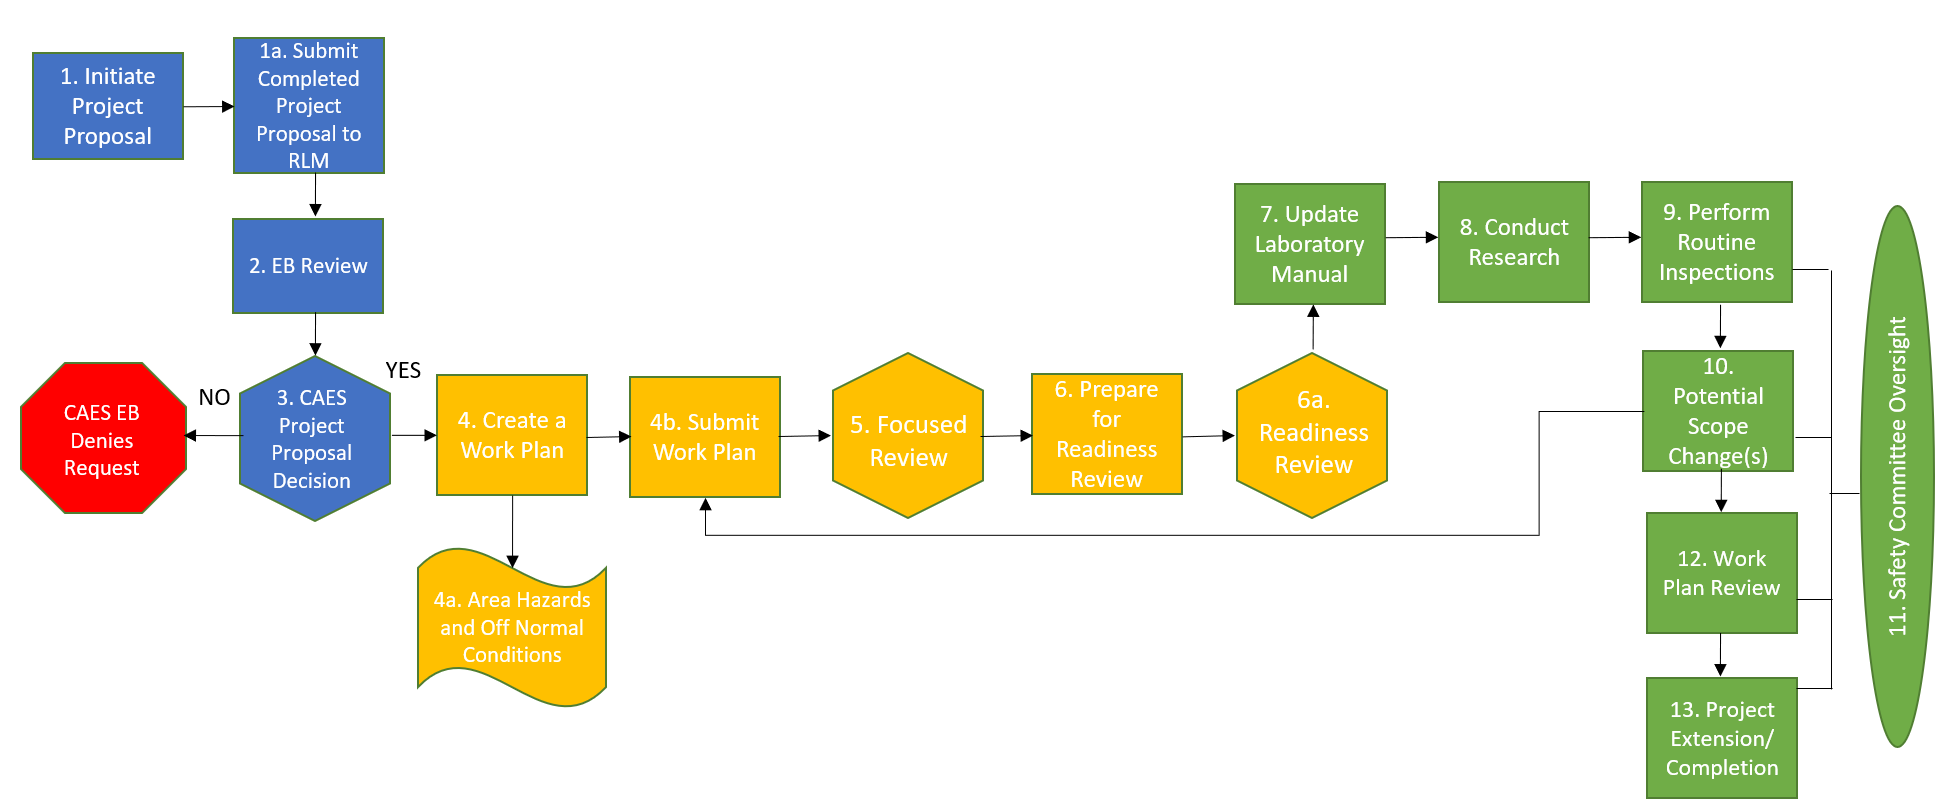 1. Initiate
Project
Proposal
1a. Submit
Completed
Project
Proposal to
RLM
2. EB Review
3. CAES
Project
Proposal
Decision
NO
CAES EB
Denies
Request
YES
4. Create a
Work Plan
4a. Area Hazards
and Off Normal
Conditions
4b. Submit
Work Plan
5. Focused
Review
6. Prepare
for
Readiness
Review
6a.
Readiness
Review
7. Update
Laboratory
Manual
8. Conduct
Research
9. Perform
Routine
Inspections
10.
Potential
Scope
Change(s)
12. Work
Plan Review
13. Project
Extension/
Completion
11. Safety Committee Oversight